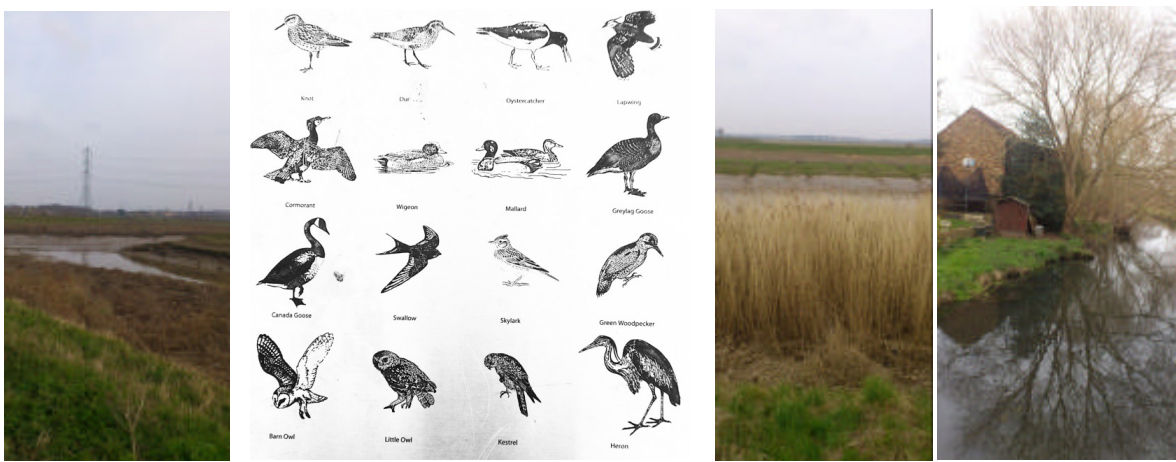 Knot
Oystercatcher
Lapwing
Cormorant
Wigeon
Mallard
Greylag Goose
Canada Goose
Swallow
Skylark
Green Woodpecker
Barn Owl
Little Owl
Kestrel
Heron